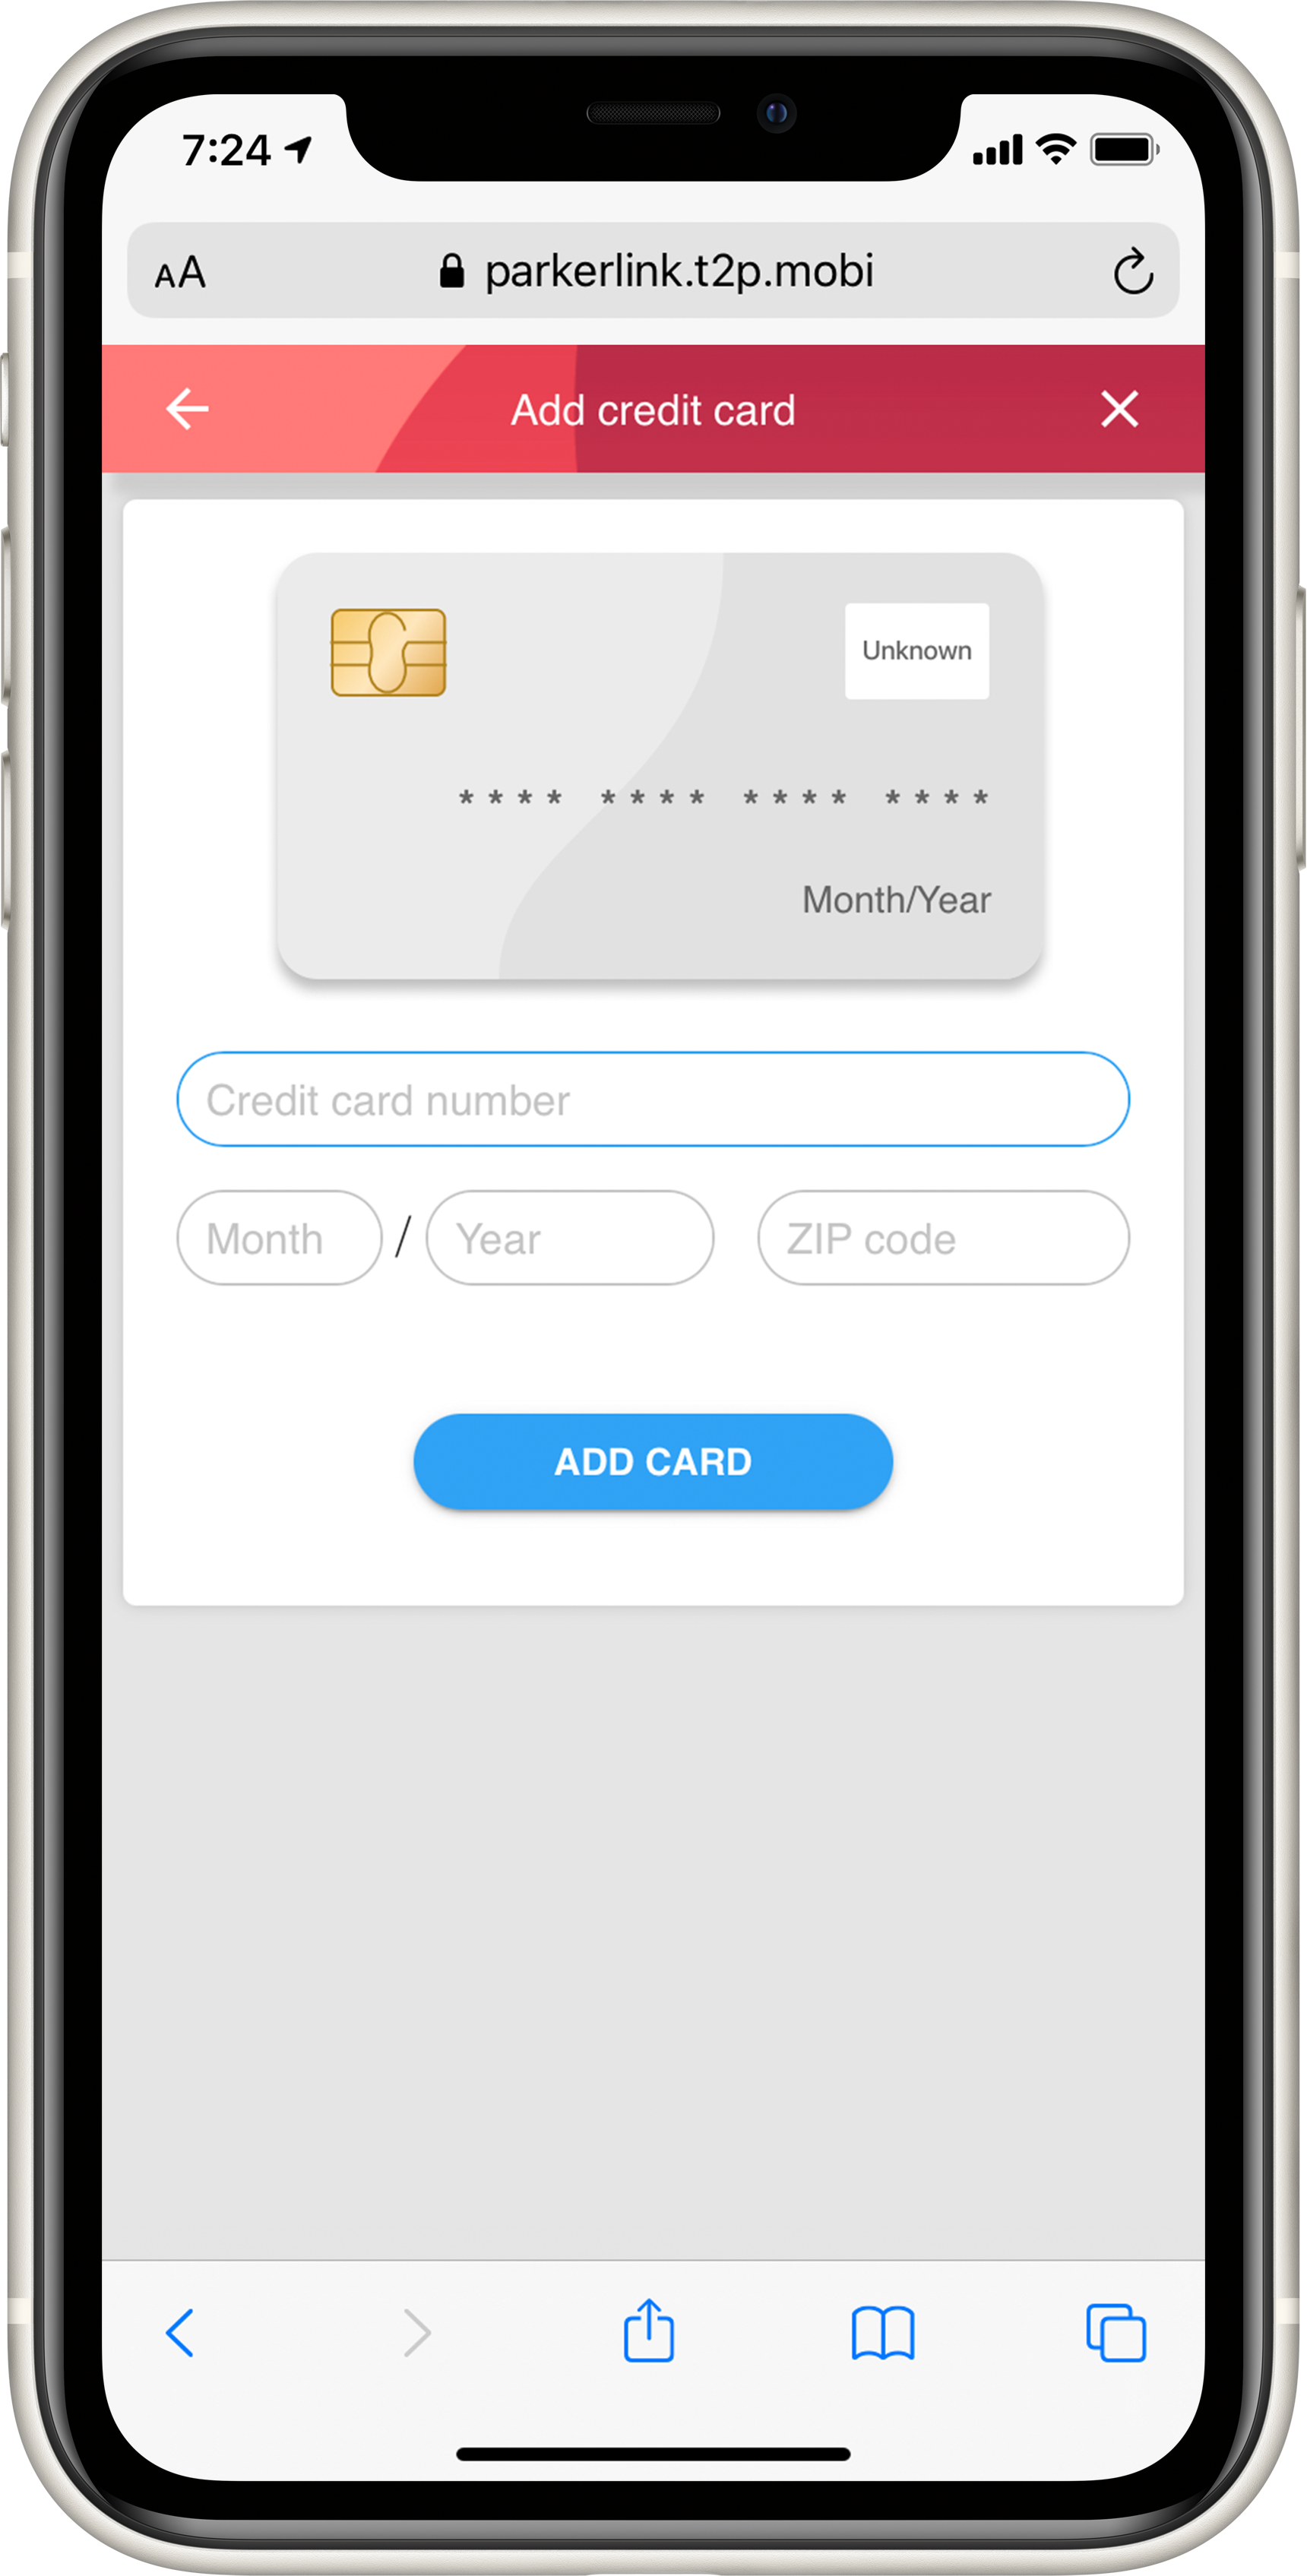 7:24
AA parkerlink.t2p.mobi
Add credit card
Unknown
**** **** **** ****
Month/Year
Credit card number
Month / Year ZIP code
ADD CARD